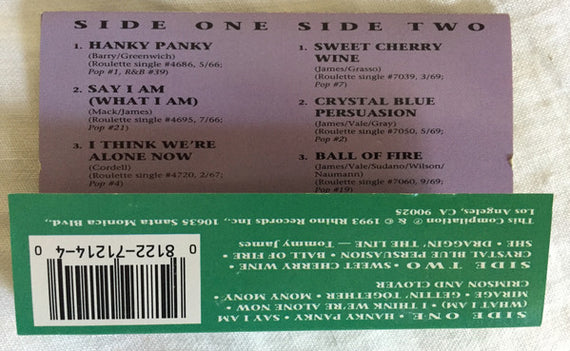 SIDE ONE
1. HANKY PANKY
(Barry/Greenwich)
(Roulette single #4686, 5/66;
Pop #1, R&B #39)
2. SAY I AM
(WHAT I AM)
(Mack/James)
(Roulette single #4695, 7/66;
Pop #21)
3. I THINK WE'RE
ALONE NOW
(Cordell)
(Roulette single #4720, 2/67;
Pop #4)
SIDE TWO
1. SWEET CHERRY
WINE
(James/Grasso)
(Roulette single #7039, 3/69;
Pop #7)
2. CRYSTAL BLUE
PERSUASION
(James/Vale/Gray)
(Roulette single #7050, 5/69;
Pop #2)
3. BALL OF FIRE
(James/Vale/Sudano/Wilson/
Naumann)
(Roulette single #7060, 9/69;
Pop #19)
SIDE ONE • HANKY PANKY • SAY I AM
(WHAT I AM) • I THINK WE'RE ALONE NOW •
MIRAGE • GETTIN' TOGETHER • MONY MONY •
CRIMSON AND CLOVER
SIDE TWO • SWEET CHERRY WINE •
CRYSTAL BLUE PERSUASION • BALL OF FIRE •
SHE • DRAGGIN' THE LINE — Tommy James
This Compilation ℗ & © 1993 Rhino Records Inc., 10635 Santa Monica Blvd.,
Los Angeles, CA 90025
0 8122-71214-4 0